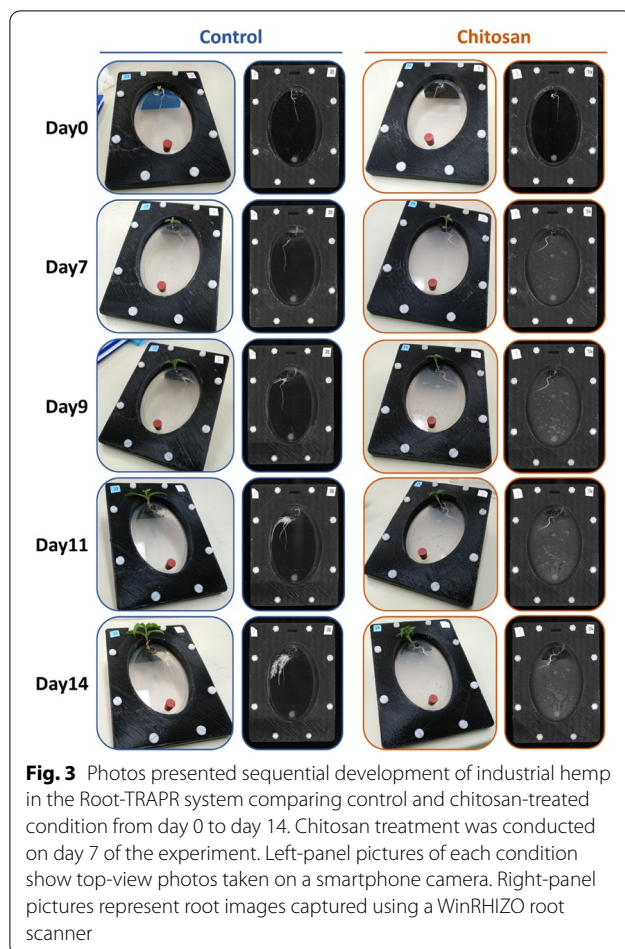 Control
Chitosan
Day0
Day7
Day9
Day11
Day14
Fig. 3 Photos presented sequential development of industrial hemp
in the Root-TRAPR system comparing control and chitosan-treated
condition from day 0 to day 14. Chitosan treatment was conducted
on day 7 of the experiment. Left-panel pictures of each condition
show top-view photos taken on a smartphone camera. Right-panel
pictures represent root images captured using a WinRHIZO root
scanner